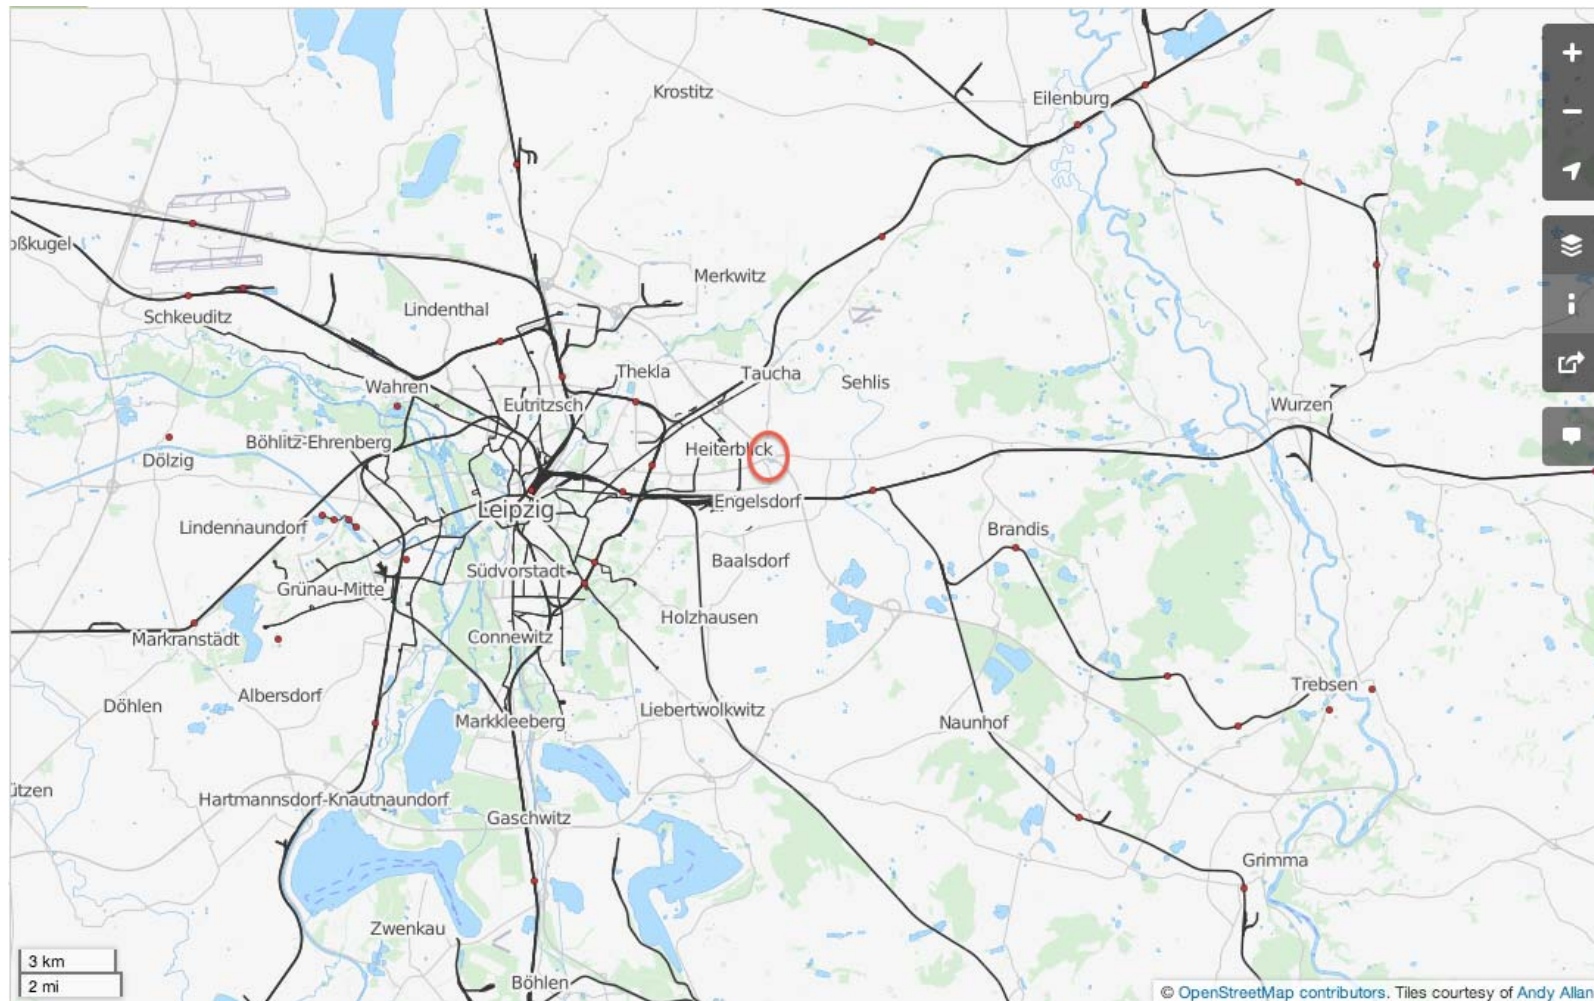 Krostitz
Eilenburg
oßkugel
Merkwitz
Lindenthal
Schkeuditz
Thekla
Taucha
Sehlis
Wahren
Eutritzsch
Wurzen
Böhlitz-Ehrenberg
Heiterblick
Dölzig
Leipzig
Engelsdorf
Lindennaundorf
Brandis
Baalsdorf
Südvorstadt
Grünau-Mitte
Holzhausen
Markranstädt
Connewitz
Trebsen
Albersdorf
Döhlen
Liebertwolkwitz
Markkleeberg
Naunhof
ützen
Hartmannsdorf-Knautnaundorf
Gaschwitz
Grimma
Zwenkau
3 km
2 mi
Böhlen
© OpenStreetMap contributors. Tiles courtesy of Andy Allan